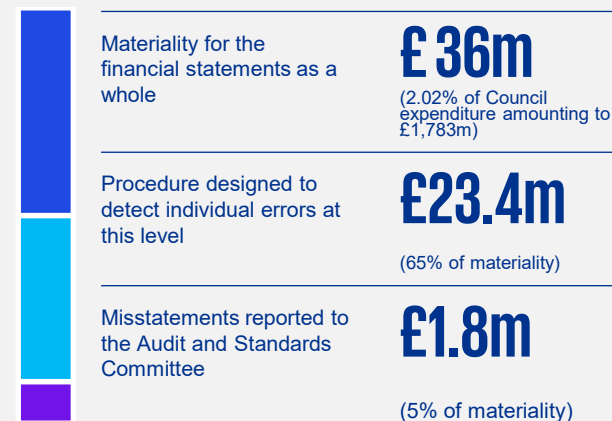 Materiality for the
financial statements as a
whole
£ 36m
(2.02% of Council
expenditure amounting to
£1,783m)
Procedure designed to
detect individual errors at
this level
£23.4m
(65% of materiality)
Misstatements reported to
the Audit and Standards
Committee
£1.8m
(5% of materiality)